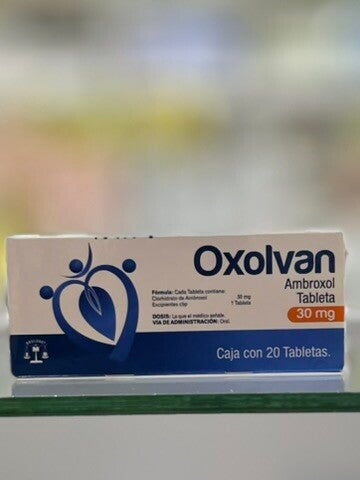 Oxolvan
Ambroxol
Tableta
30 mg
Fórmula: Cada Tableta contiene:
Clorhidrato de Ambroxol 30 mg
Excipientes cbp 1 Tableta
DOSIS: La que el médico señale.
VÍA DE ADMINISTRACIÓN: Oral.
Caja con 20 Tabletas.